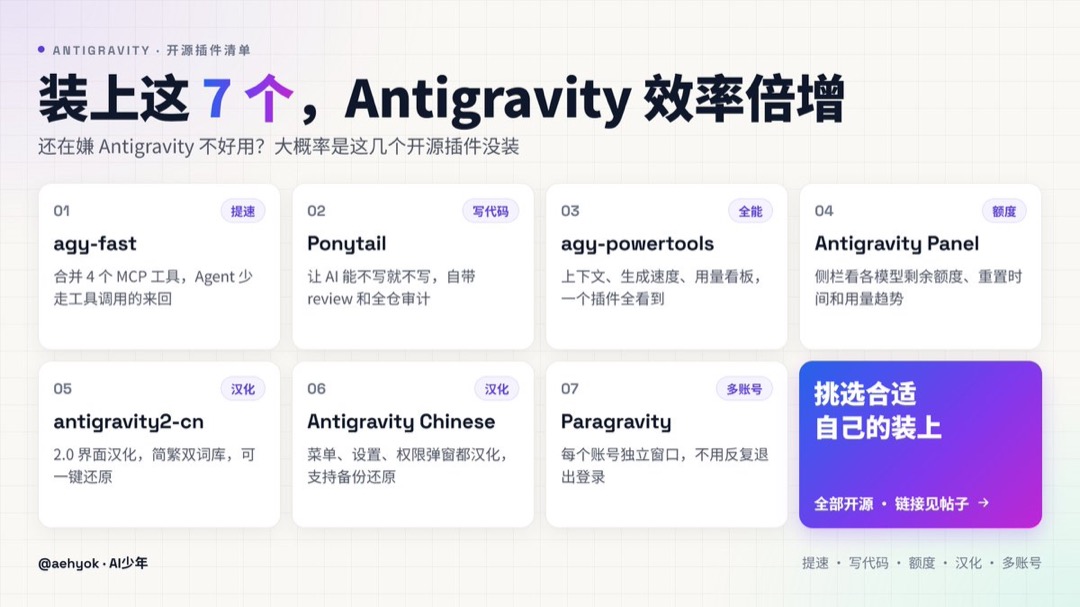 ANTIGRAVITY · 开源插件清单
装上这 7 个，Antigravity 效率倍增
还在嫌 Antigravity 不好用？大概率是这几个开源插件没装
01
提速
agy-fast
合并 4 个 MCP 工具，Agent 少
走工具调用的来回
02
写代码
Ponytail
让 AI 能不写就不写，自带
review 和全仓审计
03
全能
agy-powertools
上下文、生成速度、用量看板，
一个插件全看到
04
额度
Antigravity Panel
侧栏看各模型剩余额度、重置时
间和用量趋势
05
汉化
antigravity2-cn
2.0 界面汉化，简繁双词库，可
一键还原
06
汉化
Antigravity Chinese
菜单、设置、权限弹窗都汉化，
支持备份还原
07
多账号
Paragravity
每个账号独立窗口，不用反复退
出登录
挑选合适
自己的装上
全部开源 · 链接见帖子 →
@aehyok · AI少年
提速 · 写代码 · 额度 · 汉化 · 多账号